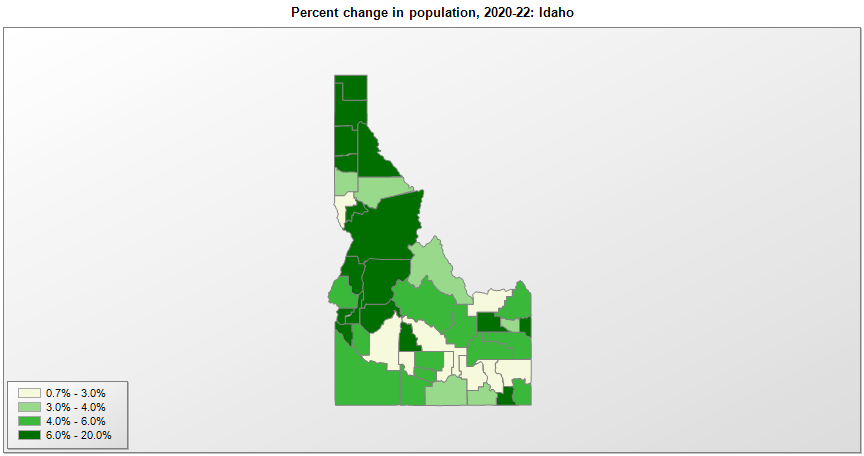 Percent change in population, 2020-22: Idaho
0.7% - 3.0%
3.0% - 4.0%
4.0% - 6.0%
6.0% - 20.0%